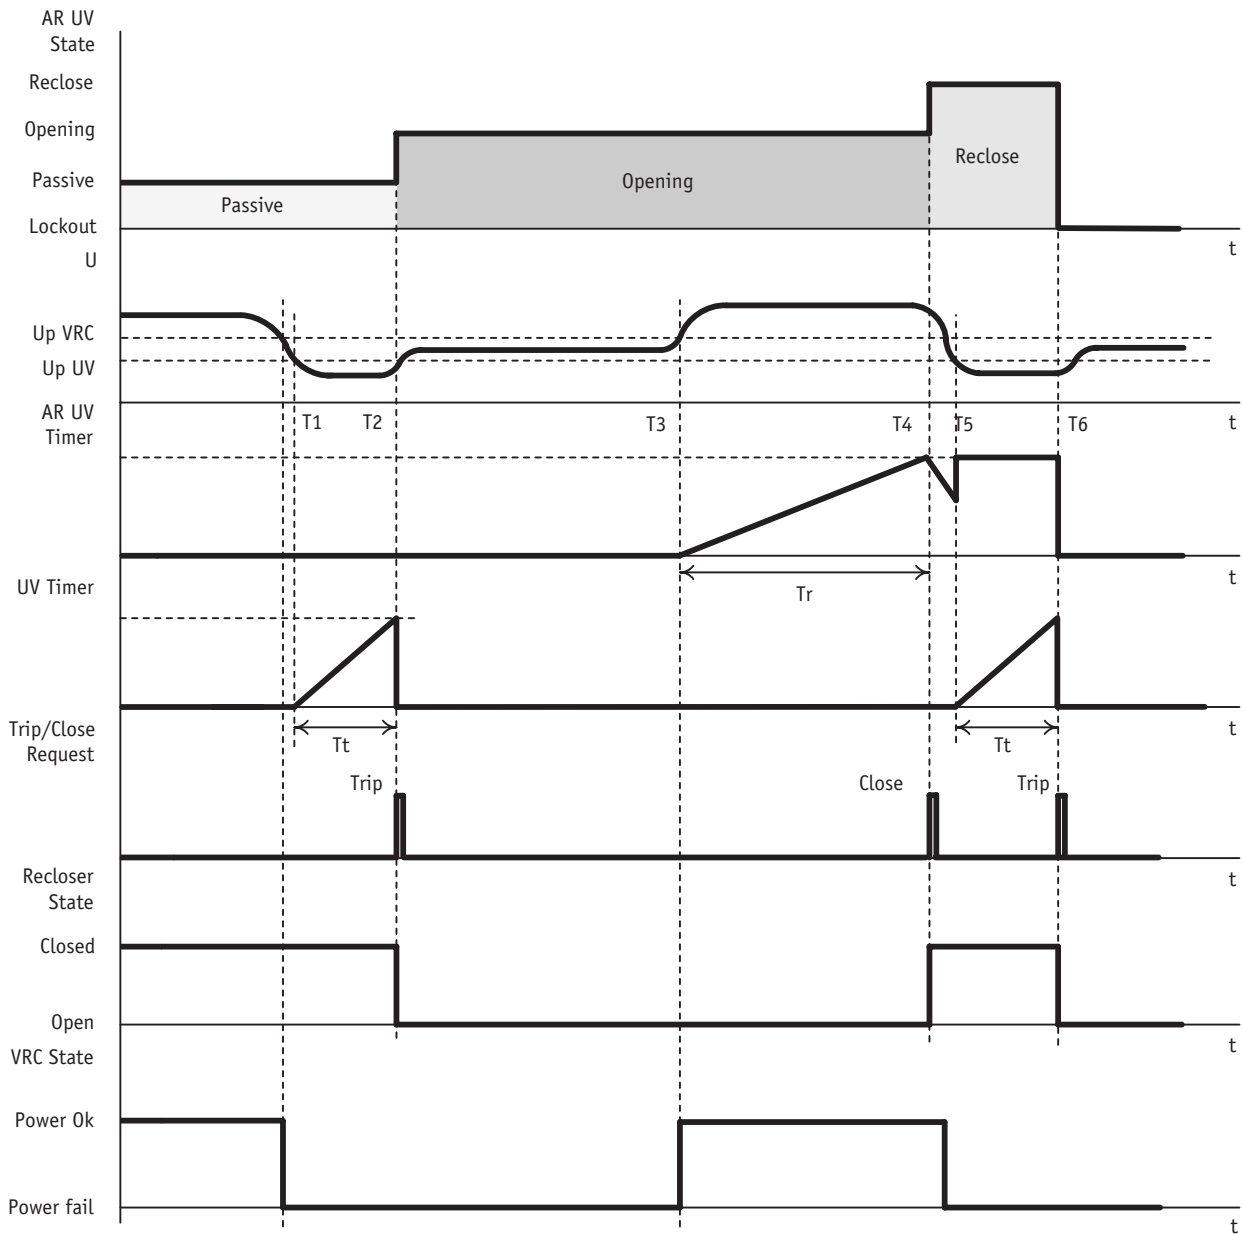 AR UV
State
Reclose
Opening
Reclose
Passive
Opening
Passive
Lockout
t
U
Up VRC
Up UV
AR UV
Timer
T1
T2
T3
T4
T5
T6
t
t
UV Timer
Tr
Trip/Close
Request
t
Tt
Tt
Trip
Close
Trip
Recloser
State
t
Closed
Open
t
VRC State
Power Ok
Power fail
t